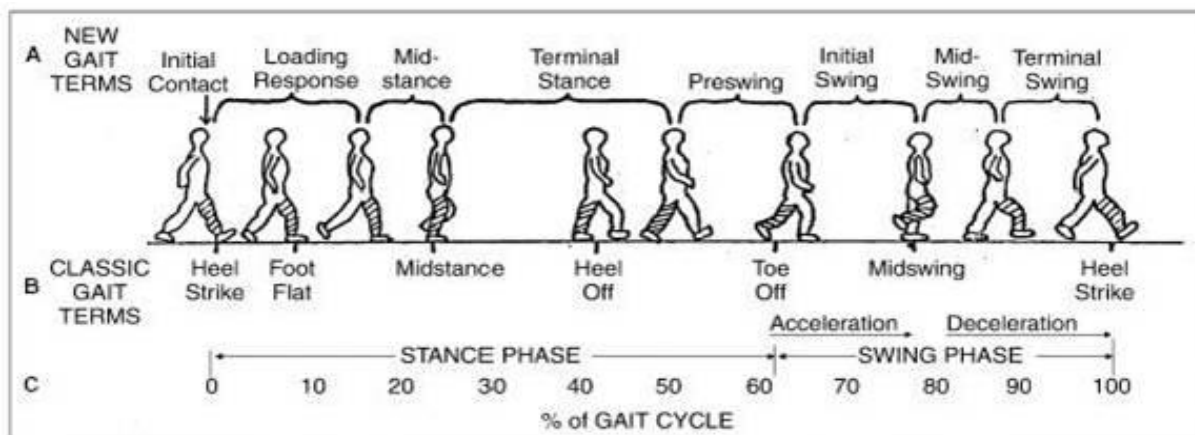 A
NEW
GAIT
TERMS
Initial
Contact
Loading
Response
Mid-
stance
Terminal
Stance
Preswing
Initial
Swing
Mid-
Swing
Terminal
Swing
B
CLASSIC
GAIT
TERMS
Heel
Strike
Foot
Flat
Midstance
Heel
Off
Toe
Off
Midswing
Heel
Strike
Acceleration
Deceleration
STANCE PHASE
SWING PHASE
C
0 10 20 30 40 50 60 70 80 90 100
% of GAIT CYCLE